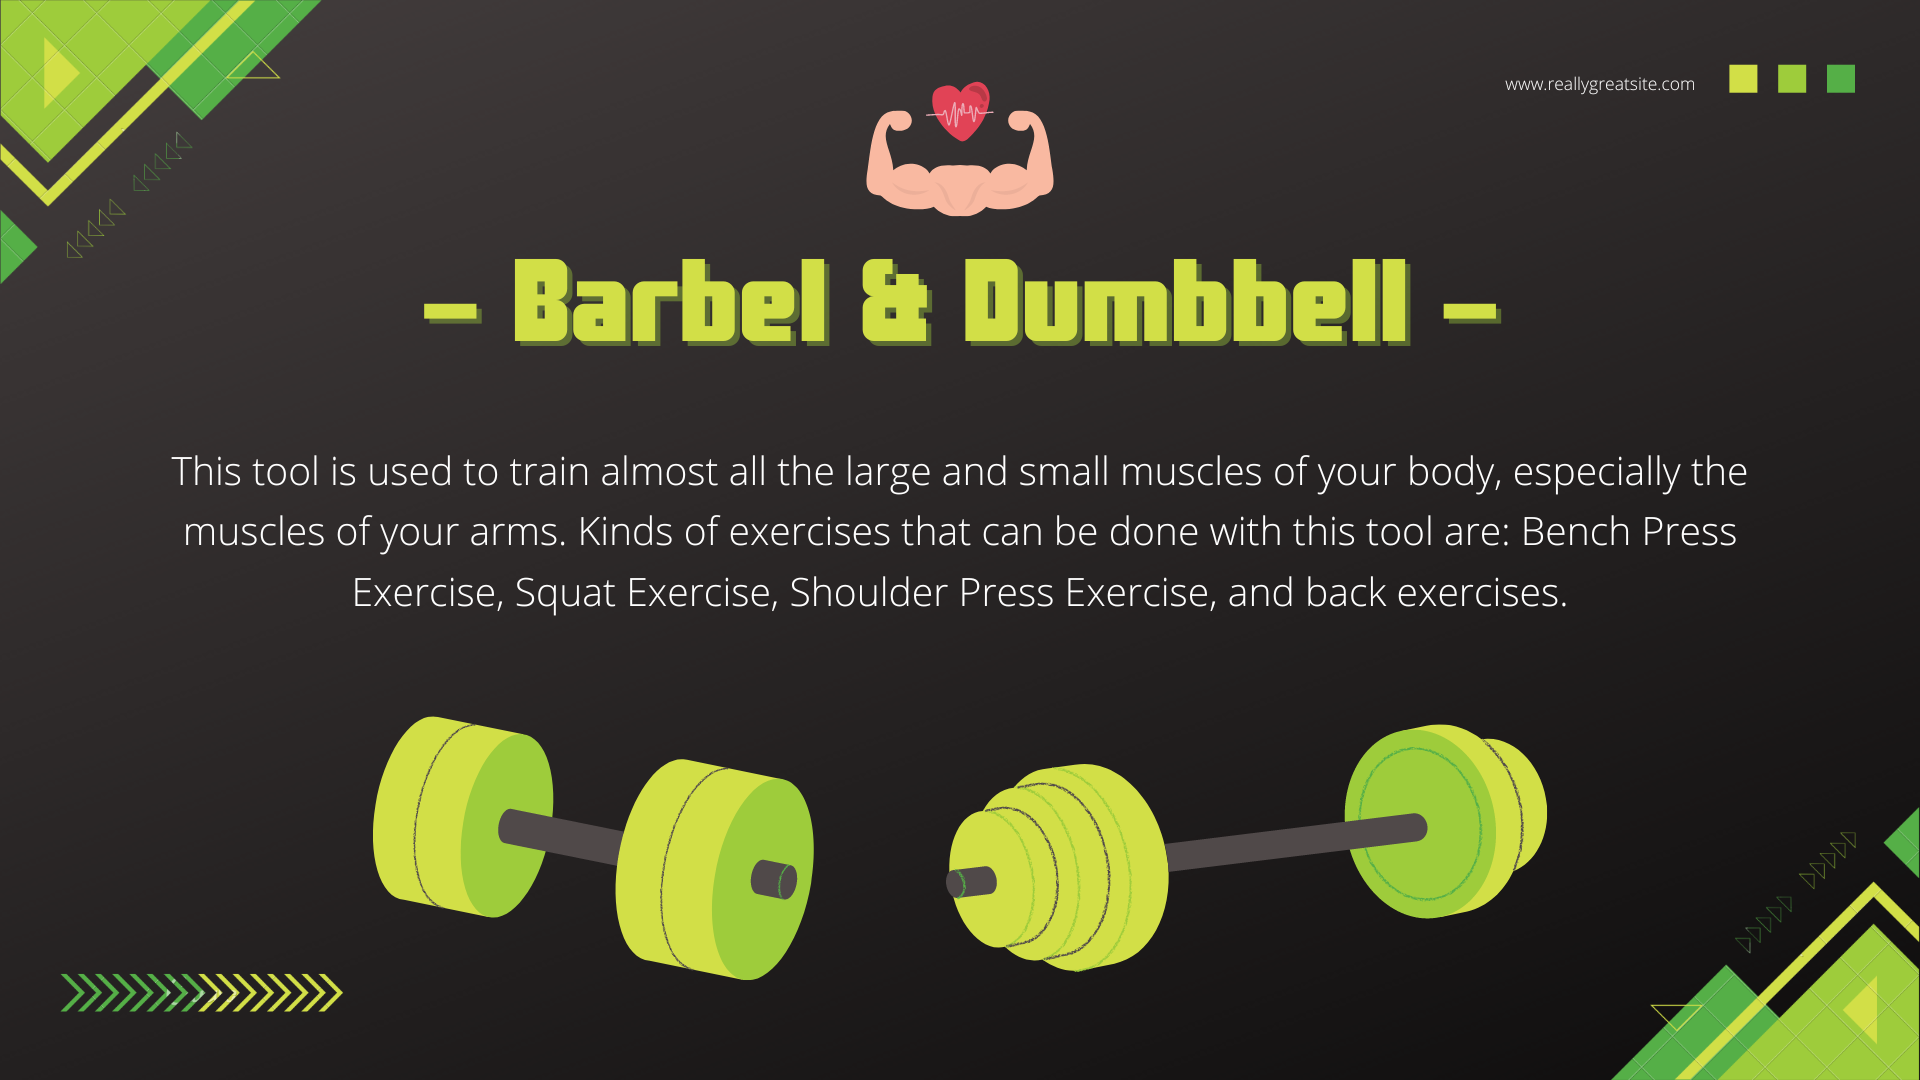 www.reallygreatsite.com
- Barbel & Dumbbell -
This tool is used to train almost all the large and small muscles of your body, especially the
muscles of your arms. Kinds of exercises that can be done with this tool are: Bench Press
Exercise, Squat Exercise, Shoulder Press Exercise, and back exercises.